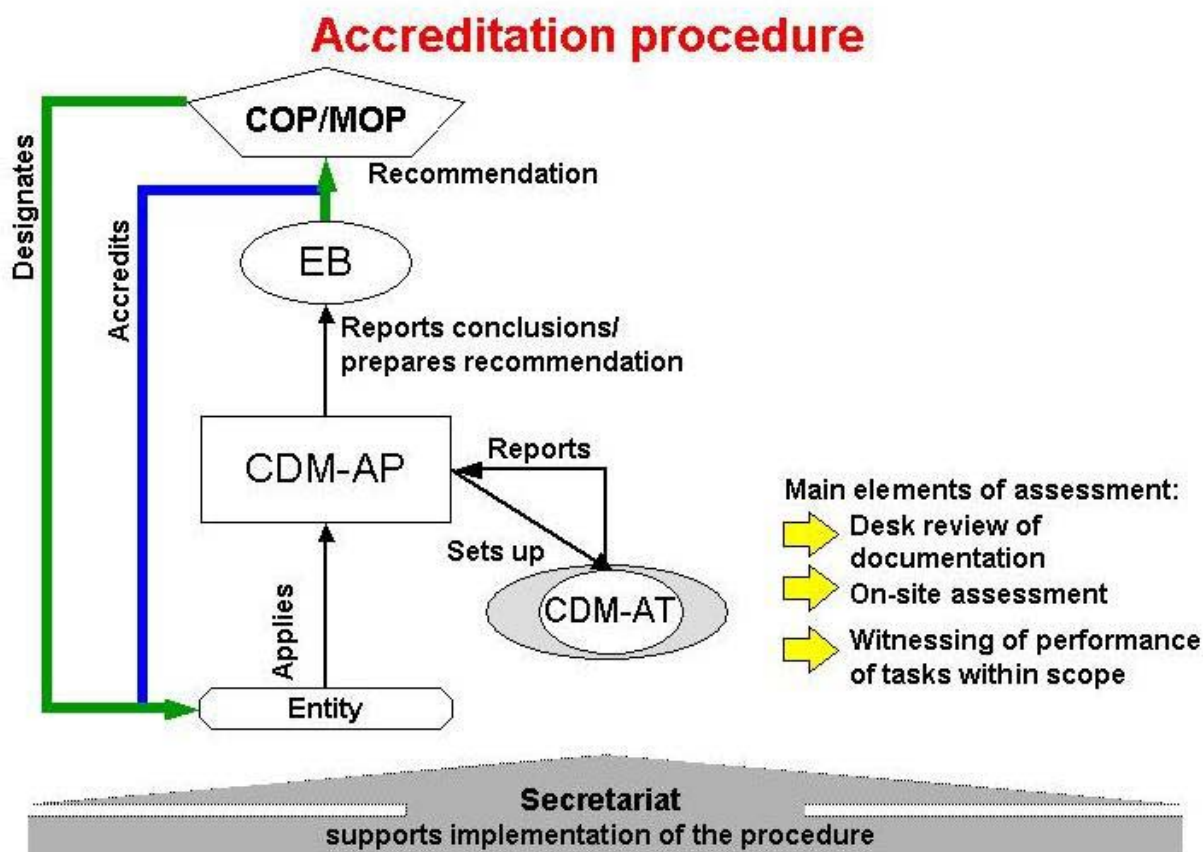 Accreditation procedure
COP/MOP
Recommendation
Designates
Accredits
EB
Reports conclusions/
prepares recommendation
CDM-AP
Reports
Sets up
CDM-AT
Applies
Entity
Main elements of assessment:
Desk review of
documentation
On-site assessment
Witnessing of performance
of tasks within scope
Secretariat
supports implementation of the procedure